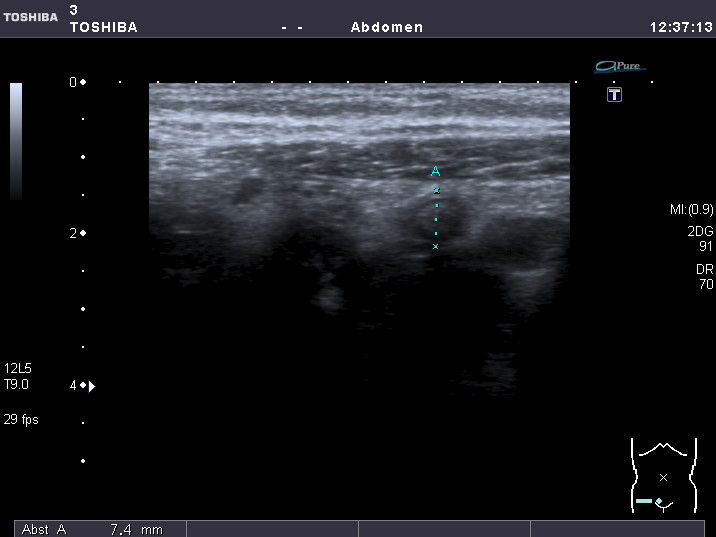 TOSHIBA
3
TOSHIBA - - Abdomen 12:37:13
aPure
T
0
A
MI:(0.9)
2
2DG
91
DR
70
12L5
T9.0
4
29 fps
Abst A 7.4 mm